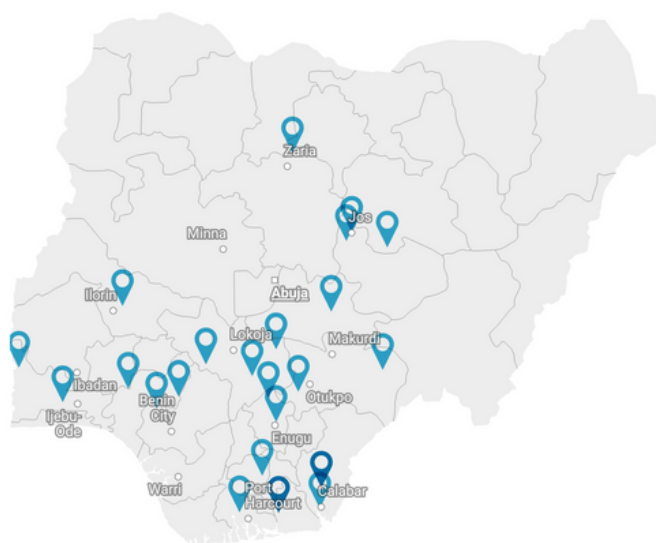 Zaria
Jos
Minna
Abuja
Ilorin
Lokoja
Makurdi
Ibadan
Otukpo
Benin
City
Ijebu-
Ode
Enugu
Warri
Port
Harcourt
Calabar